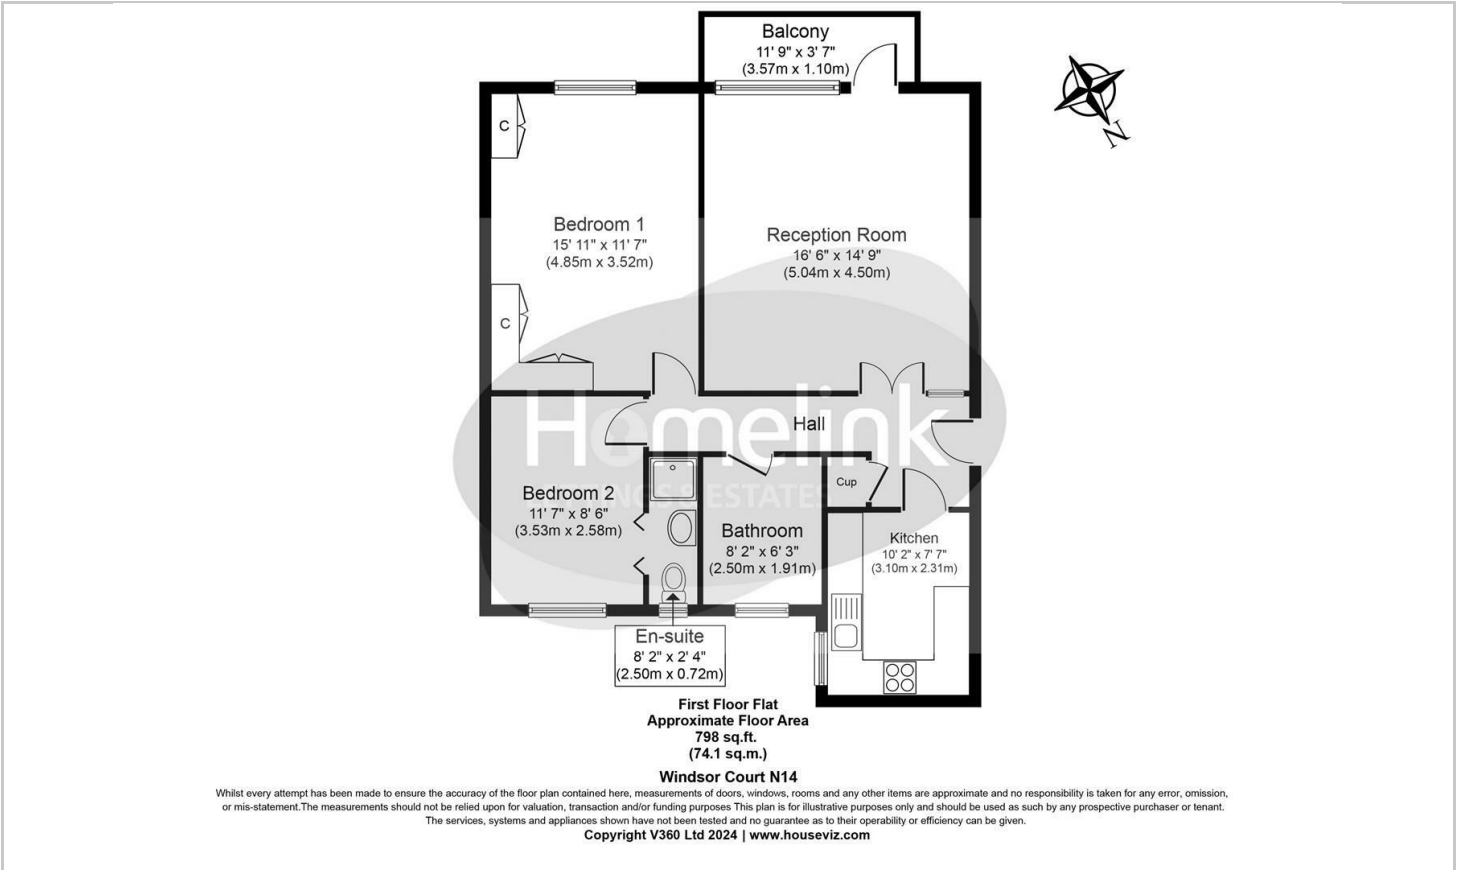 Balcony
11' 9" x 3' 7"
(3.57m x 1.10m)
N
C
Bedroom 1
15' 11" x 11' 7"
(4.85m x 3.52m)
Reception Room
16' 6" x 14' 9"
(5.04m x 4.50m)
C
Homelink
LETTINGS & ESTATES
Hall
Cup
Bedroom 2
11' 7" x 8' 6"
(3.53m x 2.58m)
Bathroom
8' 2" x 6' 3"
(2.50m x 1.91m)
Kitchen
10' 2" x 7' 7"
(3.10m x 2.31m)
En-suite
8' 2" x 2' 4"
(2.50m x 0.72m)
First Floor Flat
Approximate Floor Area
798 sq.ft.
(74.1 sq.m.)
Windsor Court N14
Whilst every attempt has been made to ensure the accuracy of the floor plan contained here, measurements of doors, windows, rooms and any other items are approximate and no responsibility is taken for any error, omission,
or mis-statement.The measurements should not be relied upon for valuation, transaction and/or funding purposes This plan is for illustrative purposes only and should be used as such by any prospective purchaser or tenant.
The services, systems and appliances shown have not been tested and no guarantee as to their operability or efficiency can be given.
Copyright V360 Ltd 2024 | www.houseviz.com